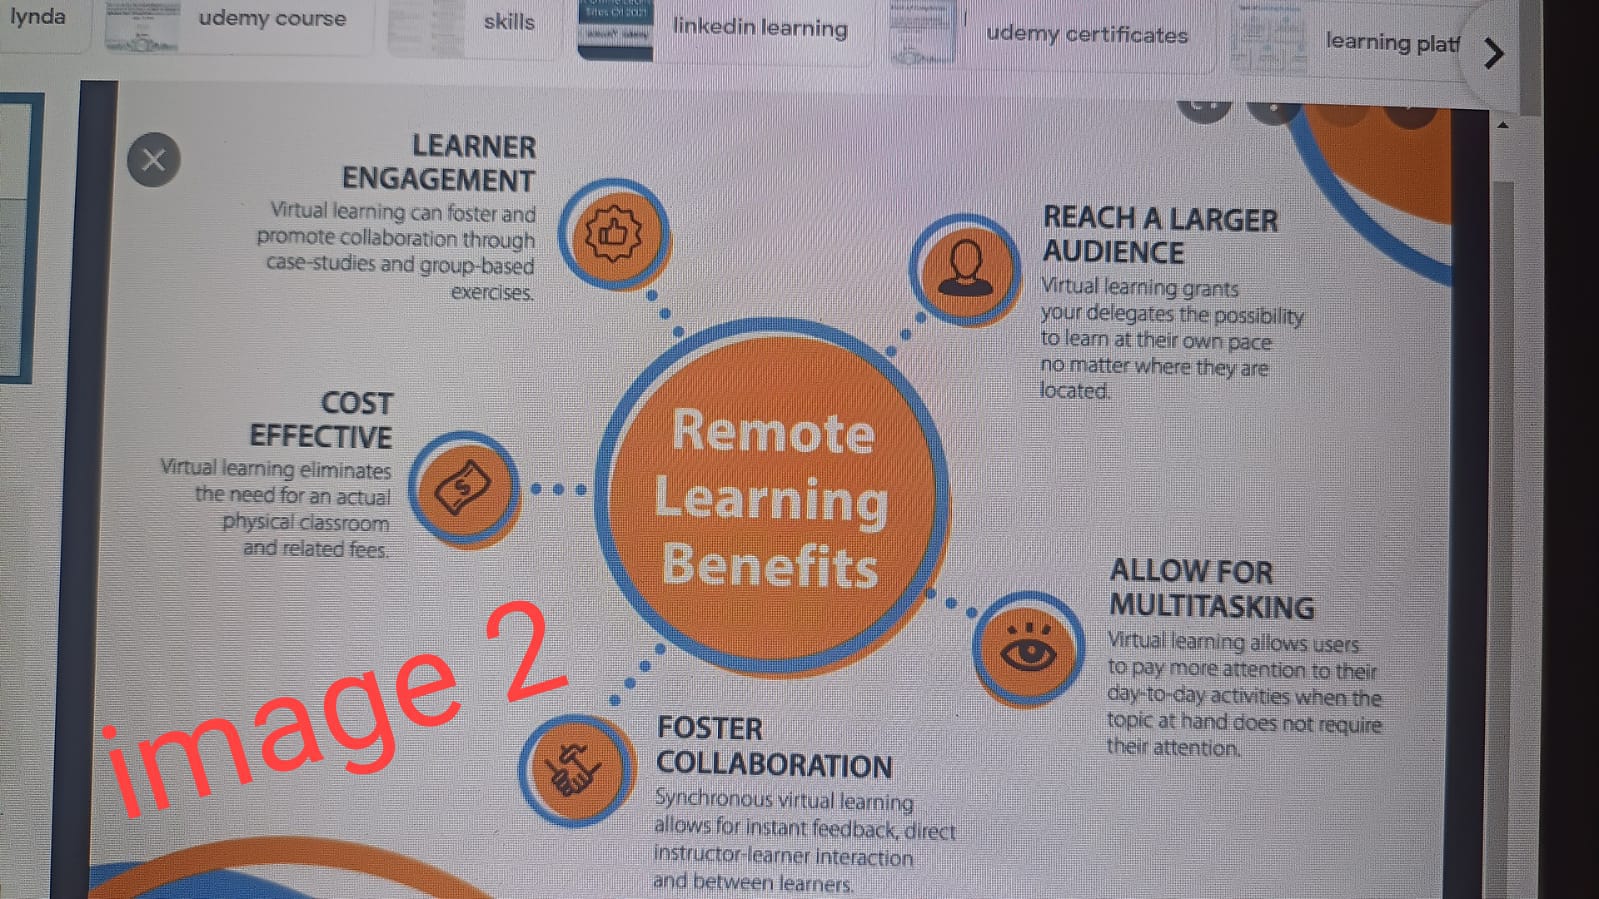 lynda
udemy course
skills
linkedin learning
udemy certificates
learning platf
LEARNER
ENGAGEMENT
Virtual learning can foster and
promote collaboration through
case-studies and group-based
exercises.
REACH A LARGER
AUDIENCE
Virtual learning grants
your delegates the possibility
to learn at their own pace
no matter where they are
located.
COST
EFFECTIVE
Virtual learning eliminates
the need for an actual
physical classroom
and related fees.
Remote
Learning
Benefits
ALLOW FOR
MULTITASKING
Virtual learning allows users
to pay more attention to their
day-to-day activities when the
topic at hand does not require
their attention.
FOSTER
COLLABORATION
Synchronous virtual learning
allows for instant feedback, direct
instructor-learner interaction
and between learners.
image 2